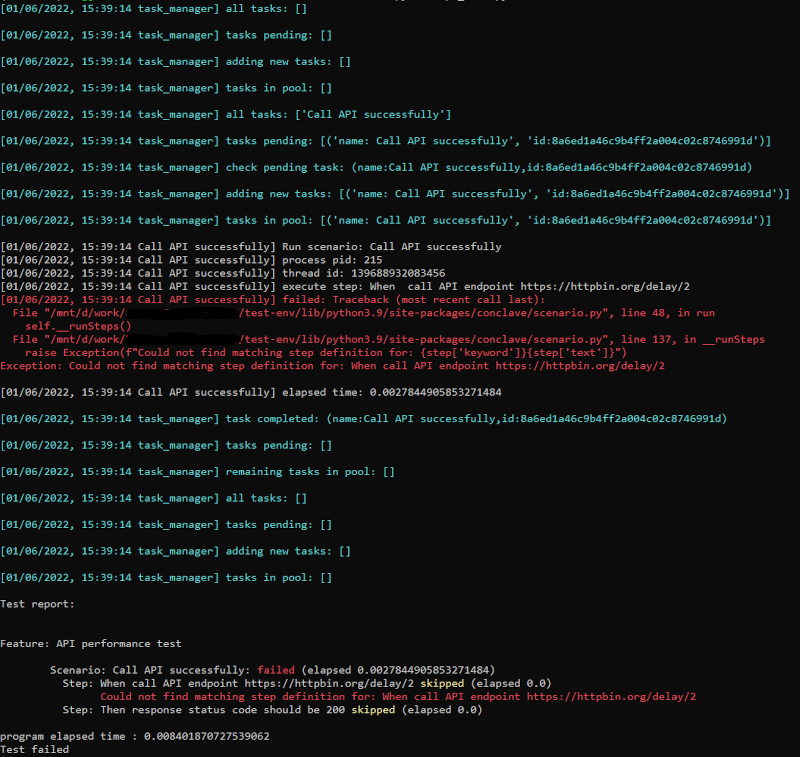 [01/06/2022, 15:39:14 task_manager] all tasks: []
[01/06/2022, 15:39:14 task_manager] tasks pending: []
[01/06/2022, 15:39:14 task_manager] adding new tasks: []
[01/06/2022, 15:39:14 task_manager] tasks in pool: []
[01/06/2022, 15:39:14 task_manager] all tasks: ['Call API successfully']
[01/06/2022, 15:39:14 task_manager] tasks pending: [('name: Call API successfully', 'id:8a6ed1a46c9b4ff2a004c02c8746991d')]
[01/06/2022, 15:39:14 task_manager] check pending task: (name:Call API successfully,id:8a6ed1a46c9b4ff2a004c02c8746991d)
[01/06/2022, 15:39:14 task_manager] adding new tasks: [('name: Call API successfully', 'id:8a6ed1a46c9b4ff2a004c02c8746991d')]
[01/06/2022, 15:39:14 task_manager] tasks in pool: [('name: Call API successfully', 'id:8a6ed1a46c9b4ff2a004c02c8746991d')]
[01/06/2022, 15:39:14 Call API successfully] Run scenario: Call API successfully
[01/06/2022, 15:39:14 Call API successfully] process pid: 215
[01/06/2022, 15:39:14 Call API successfully] thread id: 139688932083456
[01/06/2022, 15:39:14 Call API successfully] execute step: When  call API endpoint https://httpbin.org/delay/2
[01/06/2022, 15:39:14 Call API successfully] failed: Traceback (most recent call last):
  File "/mnt/d/work/ /test-env/lib/python3.9/site-packages/conclave/scenario.py", line 48, in run
    self.__runSteps()
  File "/mnt/d/work/ /test-env/lib/python3.9/site-packages/conclave/scenario.py", line 137, in __runSteps
    raise Exception(f"Could not find matching step definition for: {step['keyword']}{step['text']}")
Exception: Could not find matching step definition for: When call API endpoint https://httpbin.org/delay/2
[01/06/2022, 15:39:14 Call API successfully] elapsed time: 0.0027844905853271484
[01/06/2022, 15:39:14 task_manager] task completed: (name:Call API successfully,id:8a6ed1a46c9b4ff2a004c02c8746991d)
[01/06/2022, 15:39:14 task_manager] tasks pending: []
[01/06/2022, 15:39:14 task_manager] remaining tasks in pool: []
[01/06/2022, 15:39:14 task_manager] all tasks: []
[01/06/2022, 15:39:14 task_manager] tasks pending: []
[01/06/2022, 15:39:14 task_manager] adding new tasks: []
[01/06/2022, 15:39:14 task_manager] tasks in pool: []
Test report:
Feature: API performance test
Scenario: Call API successfully: failed (elapsed 0.0027844905853271484)
Step: When call API endpoint https://httpbin.org/delay/2 skipped (elapsed 0.0)
Could not find matching step definition for: When call API endpoint https://httpbin.org/delay/2
Step: Then response status code should be 200 skipped (elapsed 0.0)
program elapsed time : 0.008401870727539062
Test failed